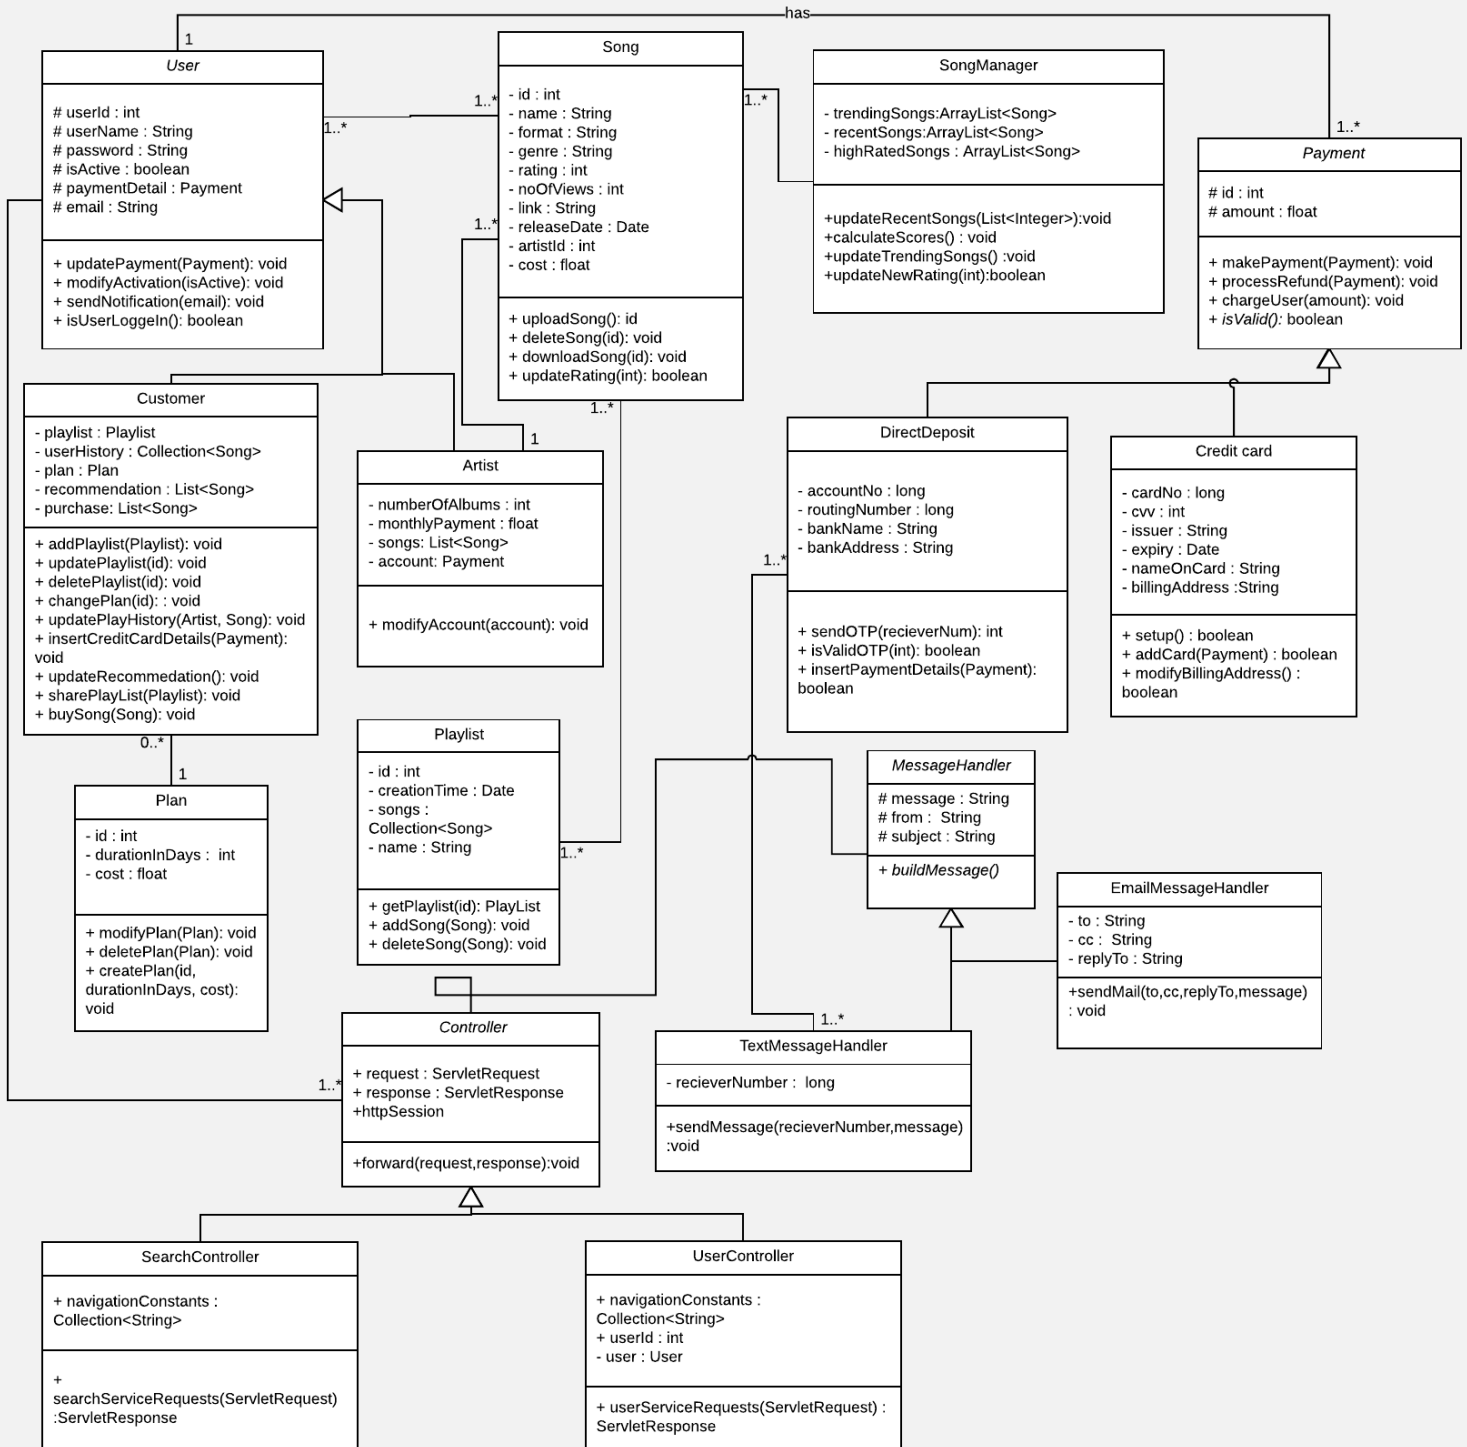 has
1
User
# userId : int
# userName : String
# password : String
# isActive : boolean
# paymentDetail : Payment
# email : String
+ updatePayment(Payment): void
+ modifyActivation(isActive): void
+ sendNotification(email): void
+ isUserLoggeIn(): boolean
1..*
1..*
Song
- id : int
- name : String
- format : String
- genre : String
- rating : int
- noOfViews : int
- link : String
- releaseDate : Date
- artistId : int
- cost : float
+ uploadSong(): id
+ deleteSong(id): void
+ downloadSong(id): void
+ updateRating(int): boolean
1..*
1..*
1..*
SongManager
- trendingSongs:ArrayList<Song>
- recentSongs:ArrayList<Song>
- highRatedSongs : ArrayList<Song>
+updateRecentSongs(List<Integer>):void
+calculateScores() : void
+updateTrendingSongs() :void
+updateNewRating(int):boolean
1..*
Payment
# id : int
# amount : float
+ makePayment(Payment): void
+ processRefund(Payment): void
+ chargeUser(amount): void
+ isValid(): boolean
Customer
- playlist : Playlist
- userHistory : Collection<Song>
- plan : Plan
- recommendation : List<Song>
- purchase: List<Song>
+ addPlaylist(Playlist): void
+ updatePlaylist(id): void
+ deletePlaylist(id): void
+ changePlan(id): : void
+ updatePlayHistory(Artist, Song): void
+ insertCreditCardDetails(Payment):
void
+ updateRecommedation(): void
+ sharePlayList(Playlist): void
+ buySong(Song): void
0..*
1
1
Artist
- numberOfAlbums : int
- monthlyPayment : float
- songs: List<Song>
- account: Payment
+ modifyAccount(account): void
DirectDeposit
- accountNo : long
- routingNumber : long
- bankName : String
- bankAddress : String
+ sendOTP(recieverNum): int
+ isValidOTP(int): boolean
+ insertPaymentDetails(Payment):
boolean
1..*
Credit card
- cardNo : long
- cvv : int
- issuer : String
- expiry : Date
- nameOnCard : String
- billingAddress :String
+ setup() : boolean
+ addCard(Payment) : boolean
+ modifyBillingAddress() :
boolean
Plan
- id : int
- durationInDays : int
- cost : float
+ modifyPlan(Plan): void
+ deletePlan(Plan): void
+ createPlan(id,
durationInDays, cost):
void
Playlist
- id : int
- creationTime : Date
- songs :
Collection<Song>
- name : String
+ getPlaylist(id): PlayList
+ addSong(Song): void
+ deleteSong(Song): void
1..*
MessageHandler
# message : String
# from : String
# subject : String
+ buildMessage()
EmailMessageHandler
- to : String
- cc : String
- replyTo : String
+sendMail(to,cc,replyTo,message)
: void
1..*
Controller
+ request : ServletRequest
+ response : ServletResponse
+httpSession
+forward(request,response):void
1..*
TextMessageHandler
- recieverNumber : long
+sendMessage(recieverNumber,message)
:void
SearchController
+ navigationConstants :
Collection<String>
+
searchServiceRequests(ServletRequest)
:ServletResponse
UserController
+ navigationConstants :
Collection<String>
+ userId : int
- user : User
+ userServiceRequests(ServletRequest) :
ServletResponse